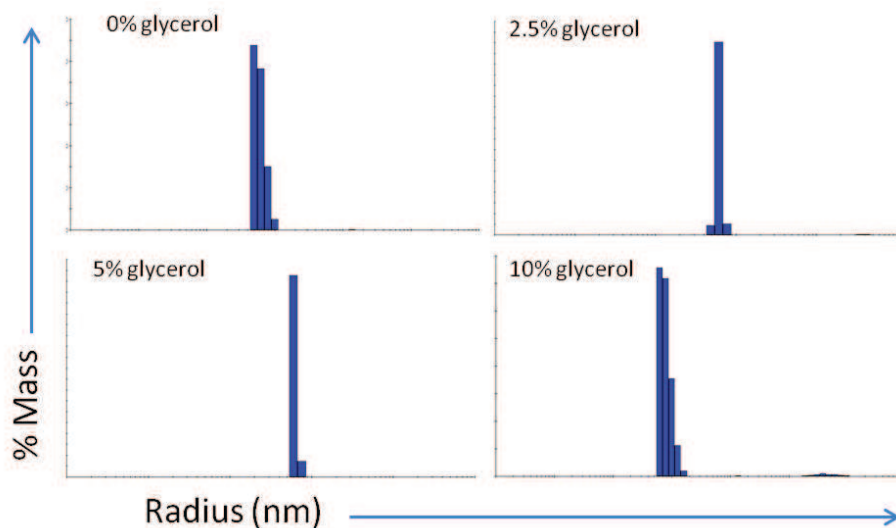 0% glycerol
2.5% glycerol
5% glycerol
10% glycerol
% Mass
Radius (nm)